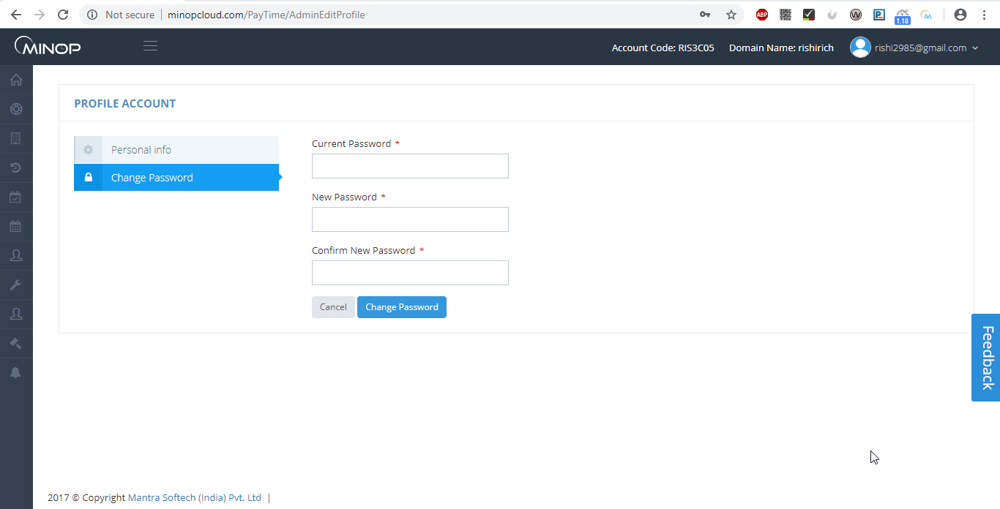 Not secure | minopcloud.com/PayTime/AdminEditProfile
ABP
W
P
1.18
MINOP
Account Code: RIS3C05
Domain Name: rishirich
rishi2985@gmail.com
PROFILE ACCOUNT
Personal info
Change Password
Current Password *
New Password *
Confirm New Password *
Cancel
Change Password
Feedback
2017 © Copyright Mantra Softech (India) Pvt. Ltd |